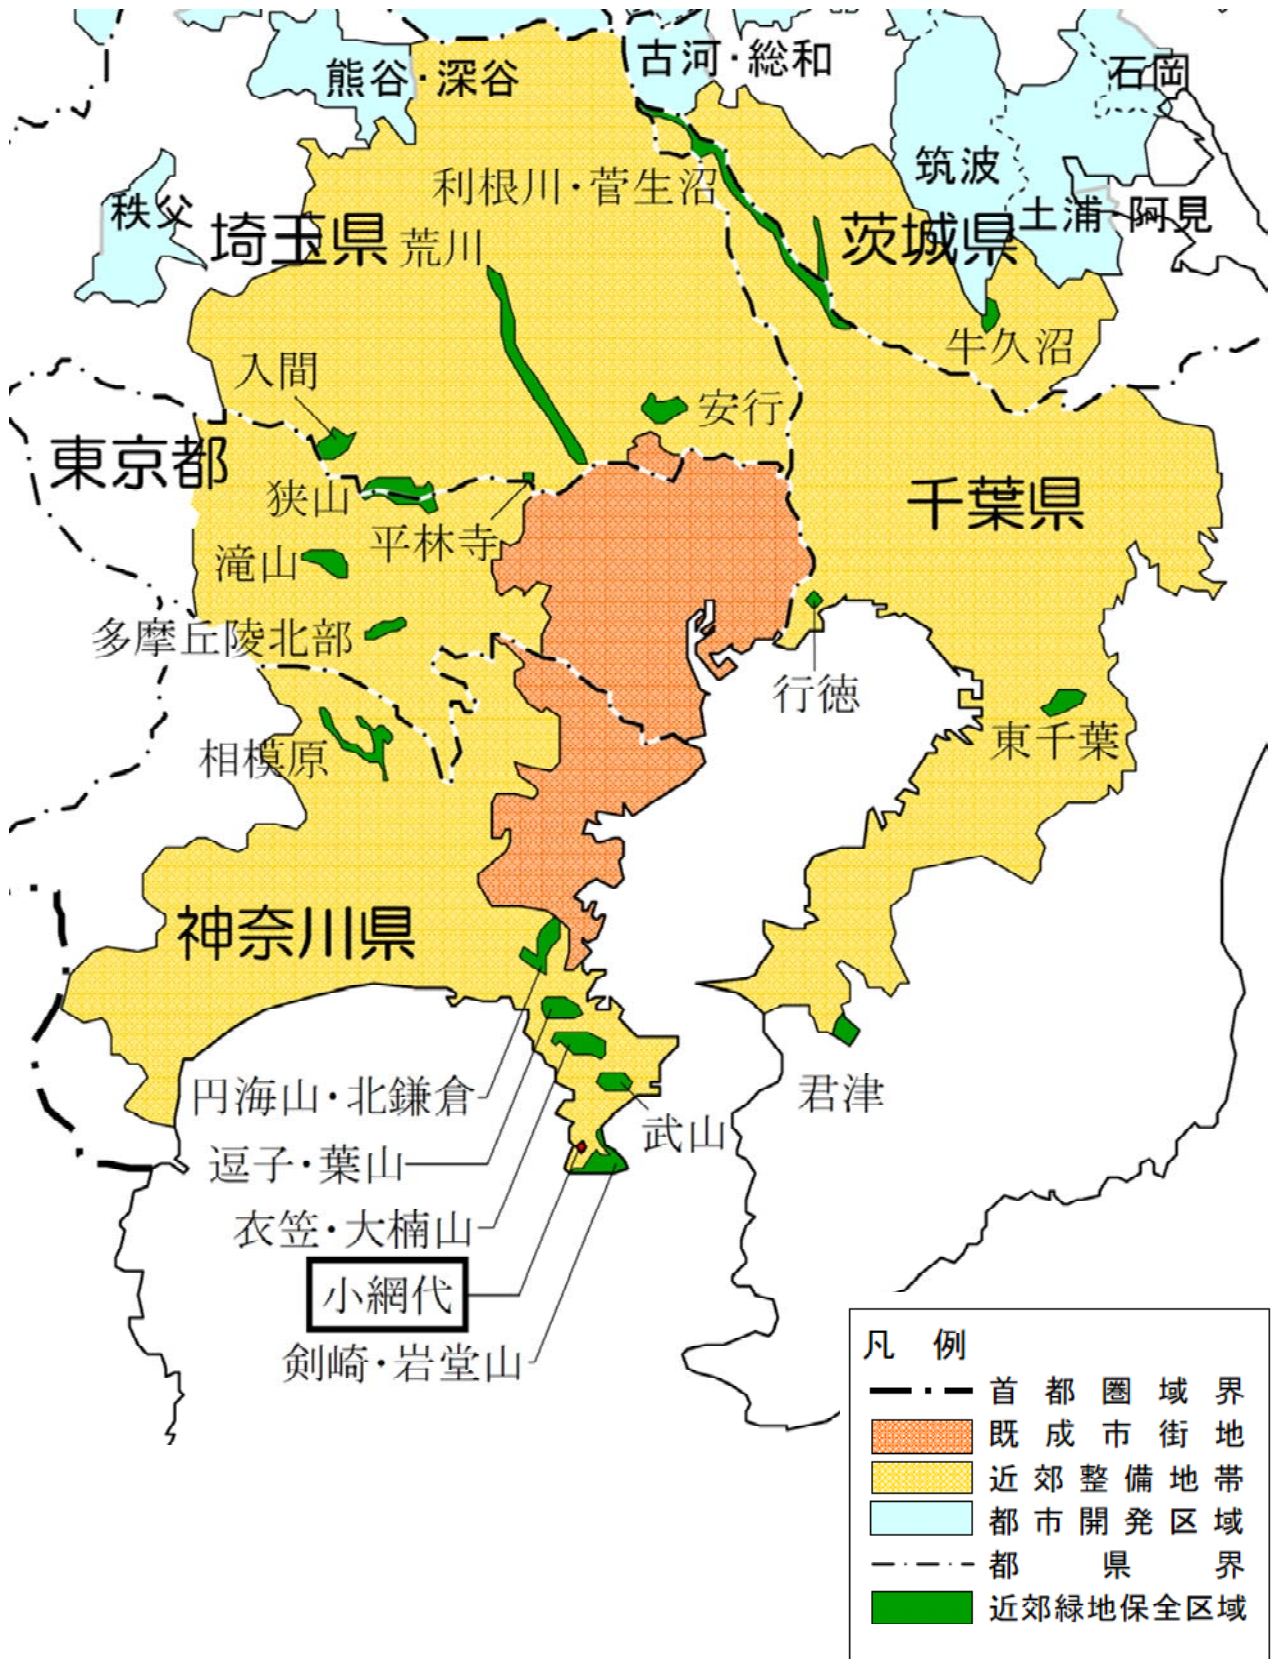 古河・総和
熊谷・深谷
石岡
筑波
利根川・菅生沼
秩父
埼玉県
荒川
茨城県
土浦・阿見
牛久沼
入間
安行
東京都
狭山
千葉県
平林寺
滝山
多摩丘陵北部
行徳
相模原
東千葉
神奈川県
円海山・北鎌倉
君津
武山
逗子・葉山
衣笠・大楠山
小網代
剣崎・岩堂山
凡例
首都圏域界
既成市街地
近郊整備地帯
都市開発区域
都県界
近郊緑地保全区域